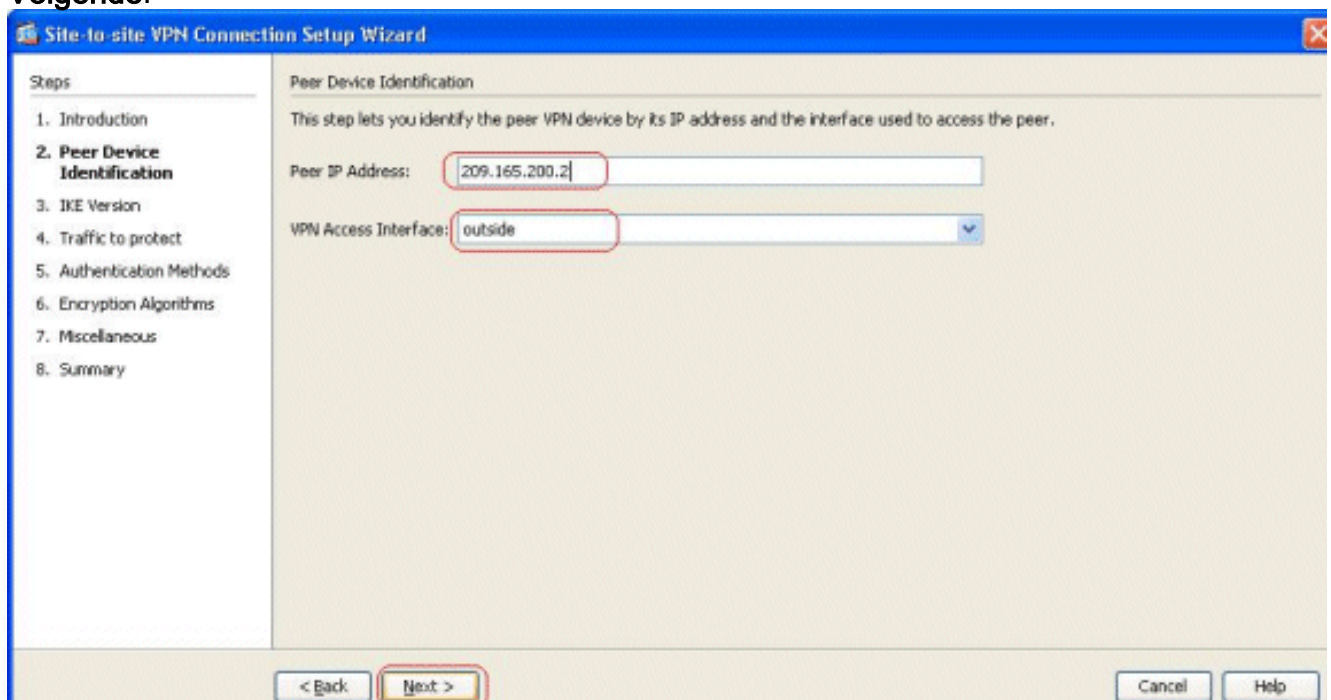 Volgende.
Site-to-site VPN Connection Setup Wizard
Steps
1. Introduction
2. Peer Device
Identification
3. IKE Version
4. Traffic to protect
5. Authentication Methods
6. Encryption Algorithms
7. Miscellaneous
8. Summary
Peer Device Identification
This step lets you identify the peer VPN device by its IP address and the interface used to access the peer.
Peer IP Address: 209.165.200.2
VPN Access Interface: outside
< Back Next > Cancel Help